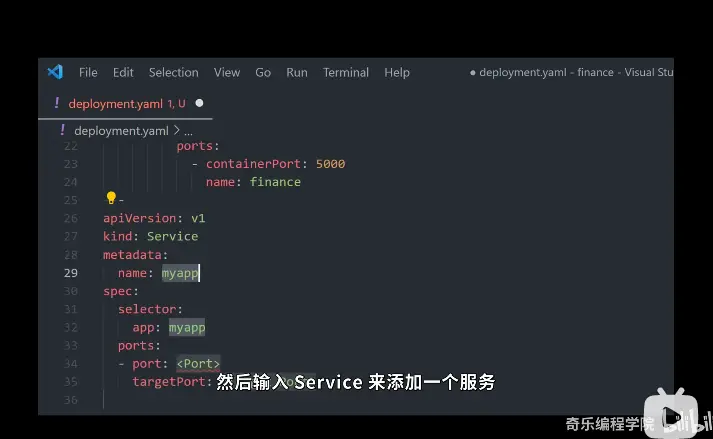 File Edit Selection View Go Run Terminal Help ● deployment.yaml - finance - Visual Stu
! deployment.yaml 1, U ●
! deployment.yaml > ...
22 ports:
23 - containerPort: 5000
24 name: finance
25 -
26 apiVersion: v1
27 kind: Service
28 metadata:
29 name: myapp
30 spec:
31 selector:
32 app: myapp
33 ports:
34 - port: <Port>
35 targetPort:
36
然后输入 Service 来添加一个服务
奇乐编程学院
bilibili